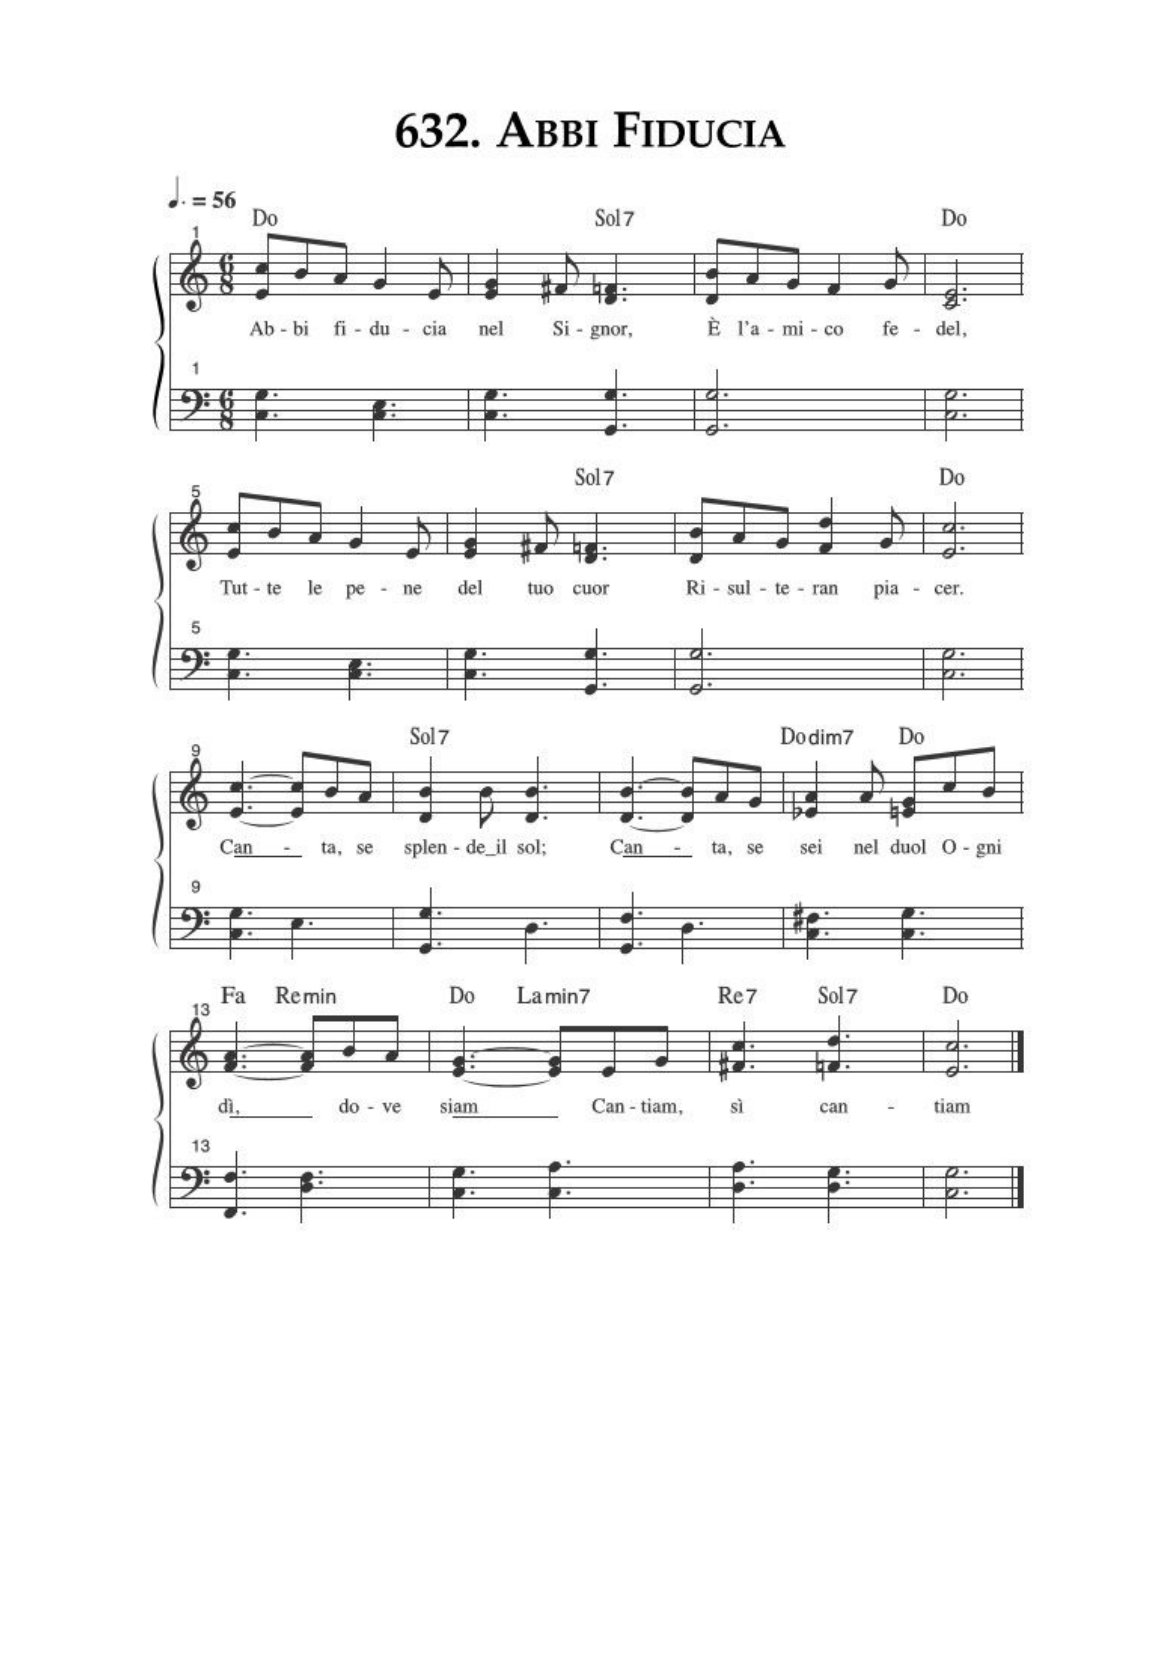 632. ABBI FIDUCIA
♩. = 56
Do Sol7 Do
1
6 8
Ab - bi fi - du - cia nel Si - gnor, È l'a - mi - co fe - del,
1
6 8
Sol7 Do
5
Tut - te le pe - ne del tuo cuor Ri - sul - te - ran pia - cer.
5
Sol7 Dodim7 Do
9
Can - ta, se splen - de_il sol; Can - ta, se sei nel duol O - gni
9
Fa Remin Do Lamin7 Re7 Sol7 Do
13
dì, do - ve siam Can - tiam, sì can - tiam
13